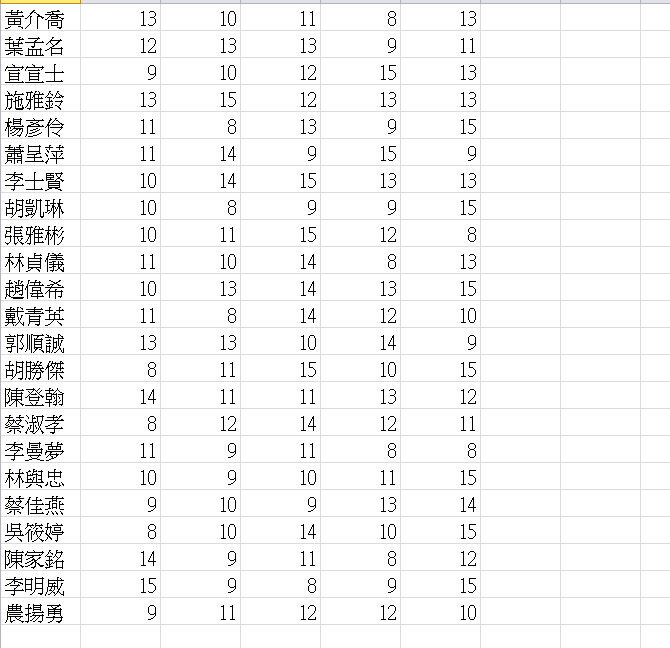 黃介喬 13 10 11 8 13
葉孟名 12 13 13 9 11
宣宣士 9 10 12 15 13
施雅鈴 13 15 12 13 13
楊彥伶 11 8 13 9 15
蕭呈萍 11 14 9 15 9
李士賢 10 14 15 13 13
胡凱琳 10 8 9 9 15
張雅彬 10 11 15 12 8
林貞儀 11 10 14 8 13
趙偉希 10 13 14 13 15
戴青英 11 8 14 12 10
郭順誠 13 13 10 14 9
胡勝傑 8 11 15 10 15
陳登翰 14 11 11 13 12
蔡淑孝 8 12 14 12 11
李曼夢 11 9 11 8 8
林與忠 10 9 10 11 15
蔡佳燕 9 10 9 13 14
吳筱婷 8 10 14 10 15
陳家銘 14 9 11 8 12
李明威 15 9 8 9 15
農揚勇 9 11 12 12 10